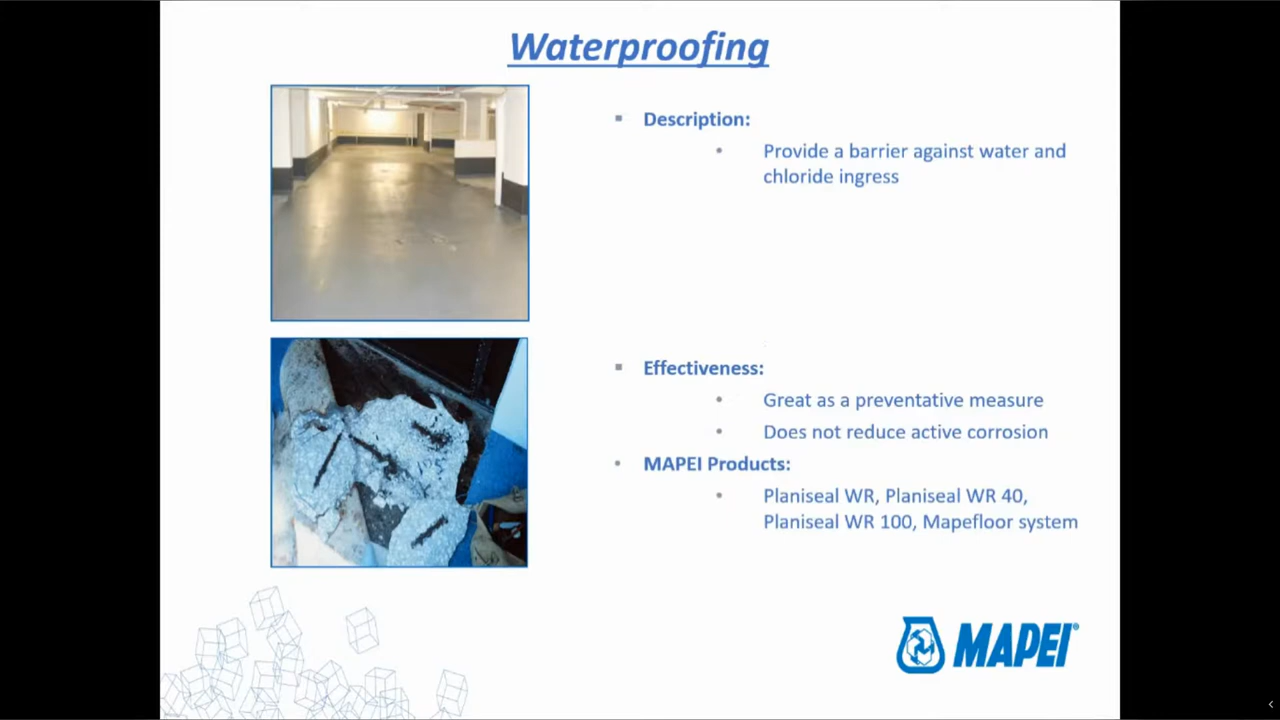 Waterproofing
Description:
Provide a barrier against water and
chloride ingress
Effectiveness:
Great as a preventative measure
Does not reduce active corrosion
MAPEI Products:
Planiseal WR, Planiseal WR 40,
Planiseal WR 100, Mapefloor system
MAPEI®